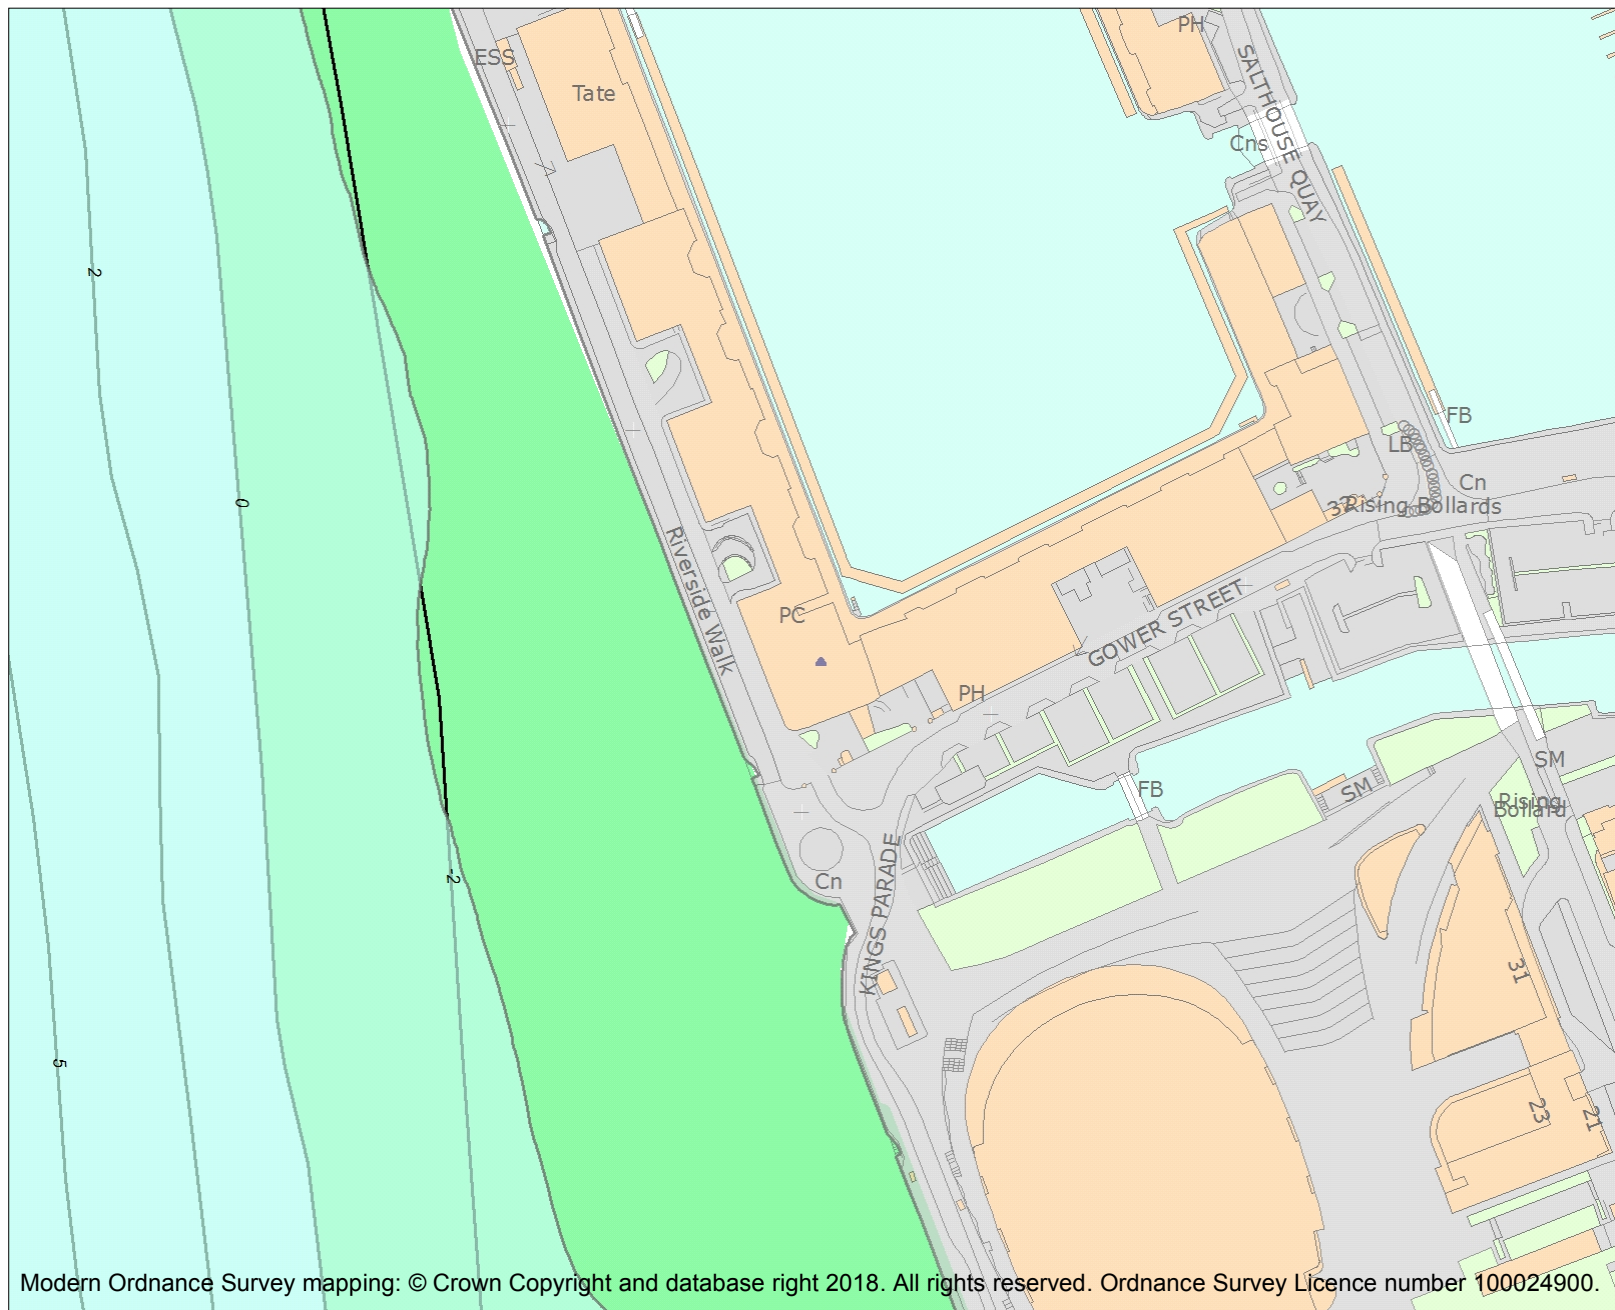 PH
ESS
Tate
SALTHOUSE QUAY
Cns
2
FB
LB
Cn
0
Rising Bollards
Riverside Walk
PC
GOWER STREET
PH
SM
FB
SM
Rising
Bollard
-2
Cn
KINGS PARADE
31
5
23
21
Modern Ordnance Survey mapping: © Crown Copyright and database right 2018. All rights reserved. Ordnance Survey Licence number 100024900.